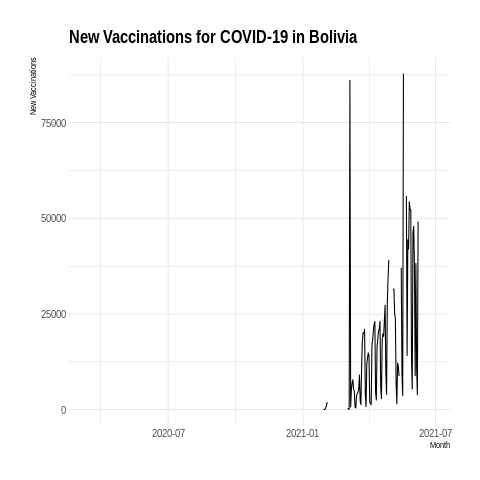 New Vaccinations for COVID-19 in Bolivia
New Vaccinations
75000
50000
25000
0
2020-07
2021-01
2021-07
Month